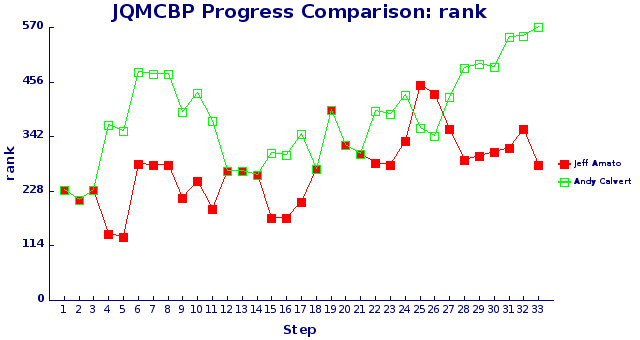 JQMCBP Progress Comparison: rank
570
456
342
228
114
0
rank
1 2 3 4 5 6 7 8 9 10 11 12 13 14 15 16 17 18 19 20 21 22 23 24 25 26 27 28 29 30 31 32 33
Step
Jeff Amato
Andy Calvert